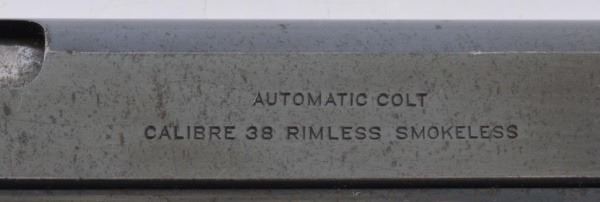 AUTOMATIC COLT
CALIBRE 38 RIMLESS SMOKELESS